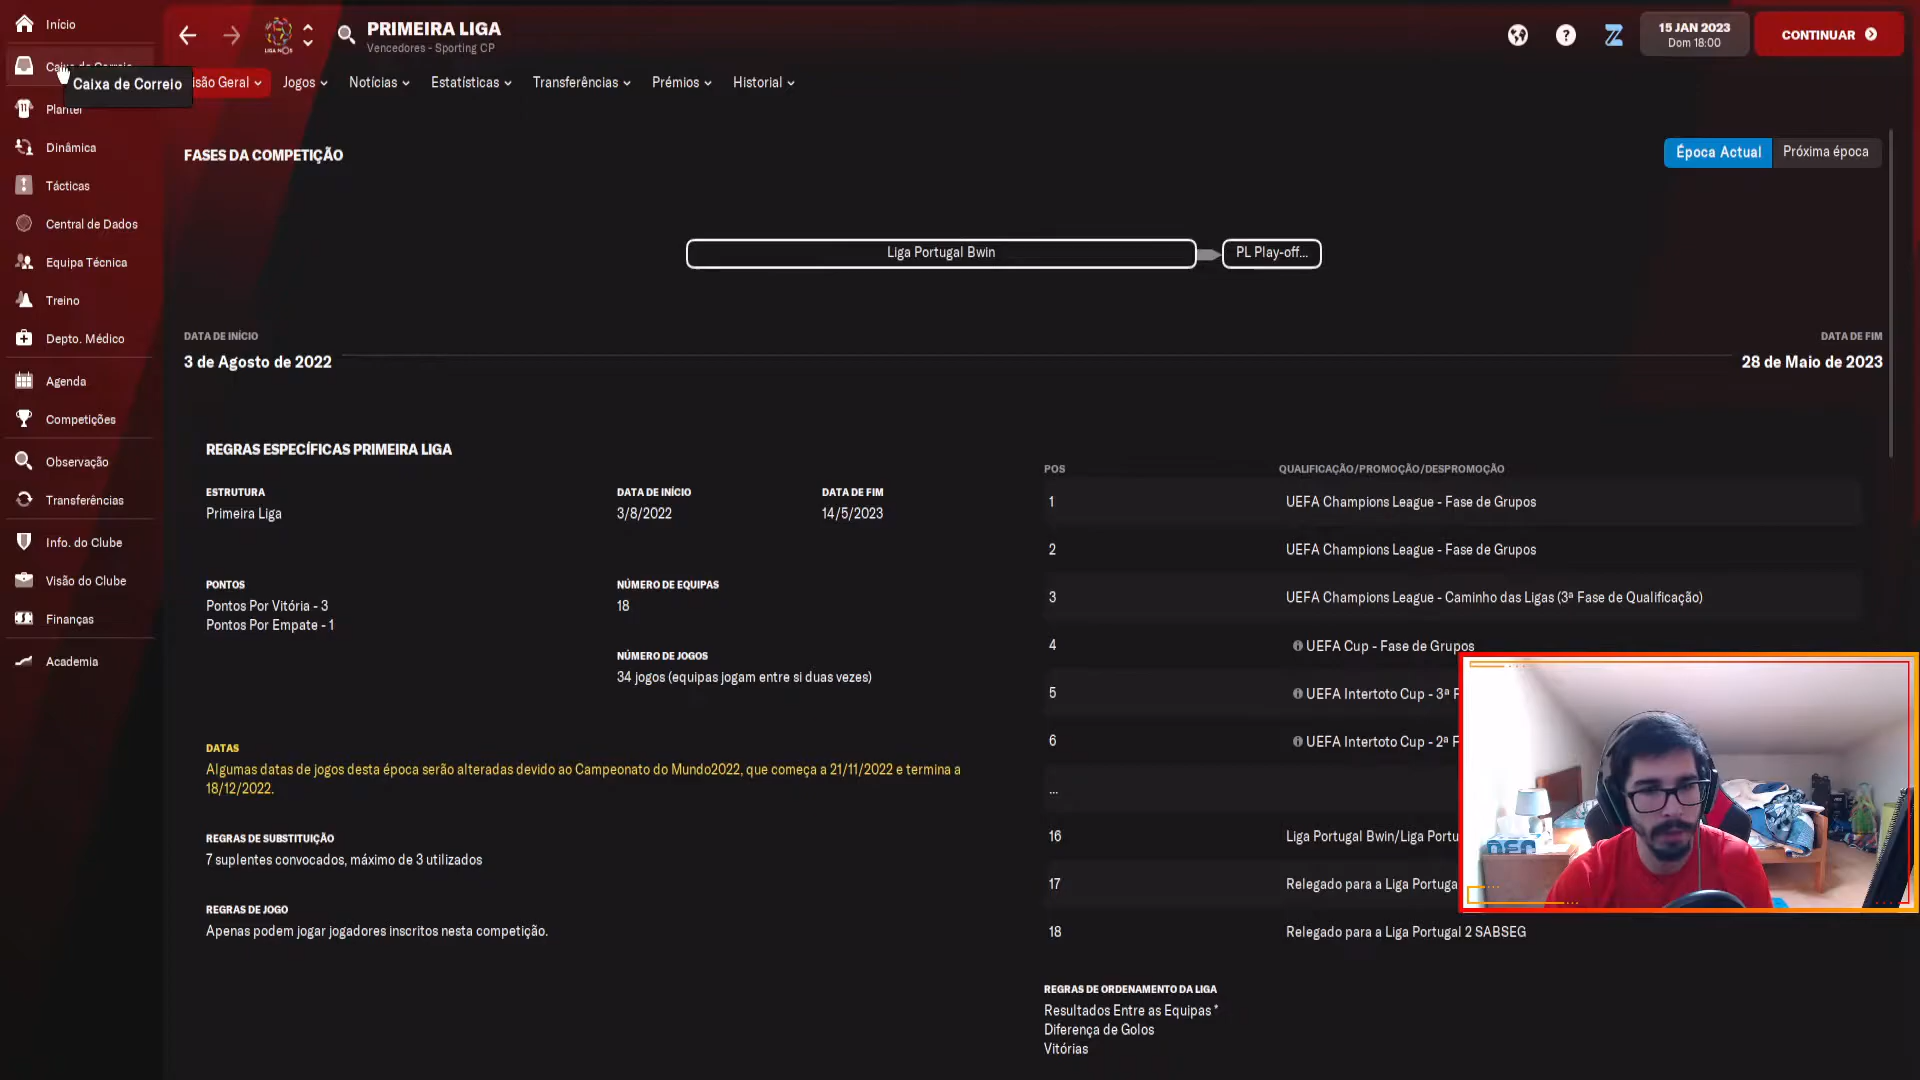 Início
PRIMEIRA LIGA
Vencedores - Sporting CP
15 JAN 2023
Dom 18:00
CONTINUAR
Caixa de Correio
Caixa de Correio
isão Geral
Jogos
Notícias
Estatísticas
Transferências
Prémios
Historial
Plantel
Dinâmica
Tácticas
Central de Dados
Equipa Técnica
Treino
Depto. Médico
Agenda
Competições
Observação
Transferências
Info. do Clube
Visão do Clube
Finanças
Academia
FASES DA COMPETIÇÃO
Época Actual
Próxima época
Liga Portugal Bwin
PL Play-off...
DATA DE INÍCIO
3 de Agosto de 2022
DATA DE FIM
28 de Maio de 2023
REGRAS ESPECÍFICAS PRIMEIRA LIGA
ESTRUTURA
Primeira Liga
DATA DE INÍCIO
3/8/2022
DATA DE FIM
14/5/2023
PONTOS
Pontos Por Vitória - 3
Pontos Por Empate - 1
NÚMERO DE EQUIPAS
18
NÚMERO DE JOGOS
34 jogos (equipas jogam entre si duas vezes)
DATAS
Algumas datas de jogos desta época serão alteradas devido ao Campeonato do Mundo2022, que começa a 21/11/2022 e termina a
18/12/2022.
REGRAS DE SUBSTITUIÇÃO
7 suplentes convocados, máximo de 3 utilizados
REGRAS DE JOGO
Apenas podem jogar jogadores inscritos nesta competição.
POS QUALIFICAÇÃO/PROMOÇÃO/DESPROMOÇÃO
1 UEFA Champions League - Fase de Grupos
2 UEFA Champions League - Fase de Grupos
3 UEFA Champions League - Caminho das Ligas (3ª Fase de Qualificação)
4 UEFA Cup - Fase de Grupos
5 UEFA Intertoto Cup - 3ª F
6 UEFA Intertoto Cup - 2ª F
...
16 Liga Portugal Bwin/Liga Portu
17 Relegado para a Liga Portuga
18 Relegado para a Liga Portugal 2 SABSEG
REGRAS DE ORDENAMENTO DA LIGA
Resultados Entre as Equipas *
Diferença de Golos
Vitórias